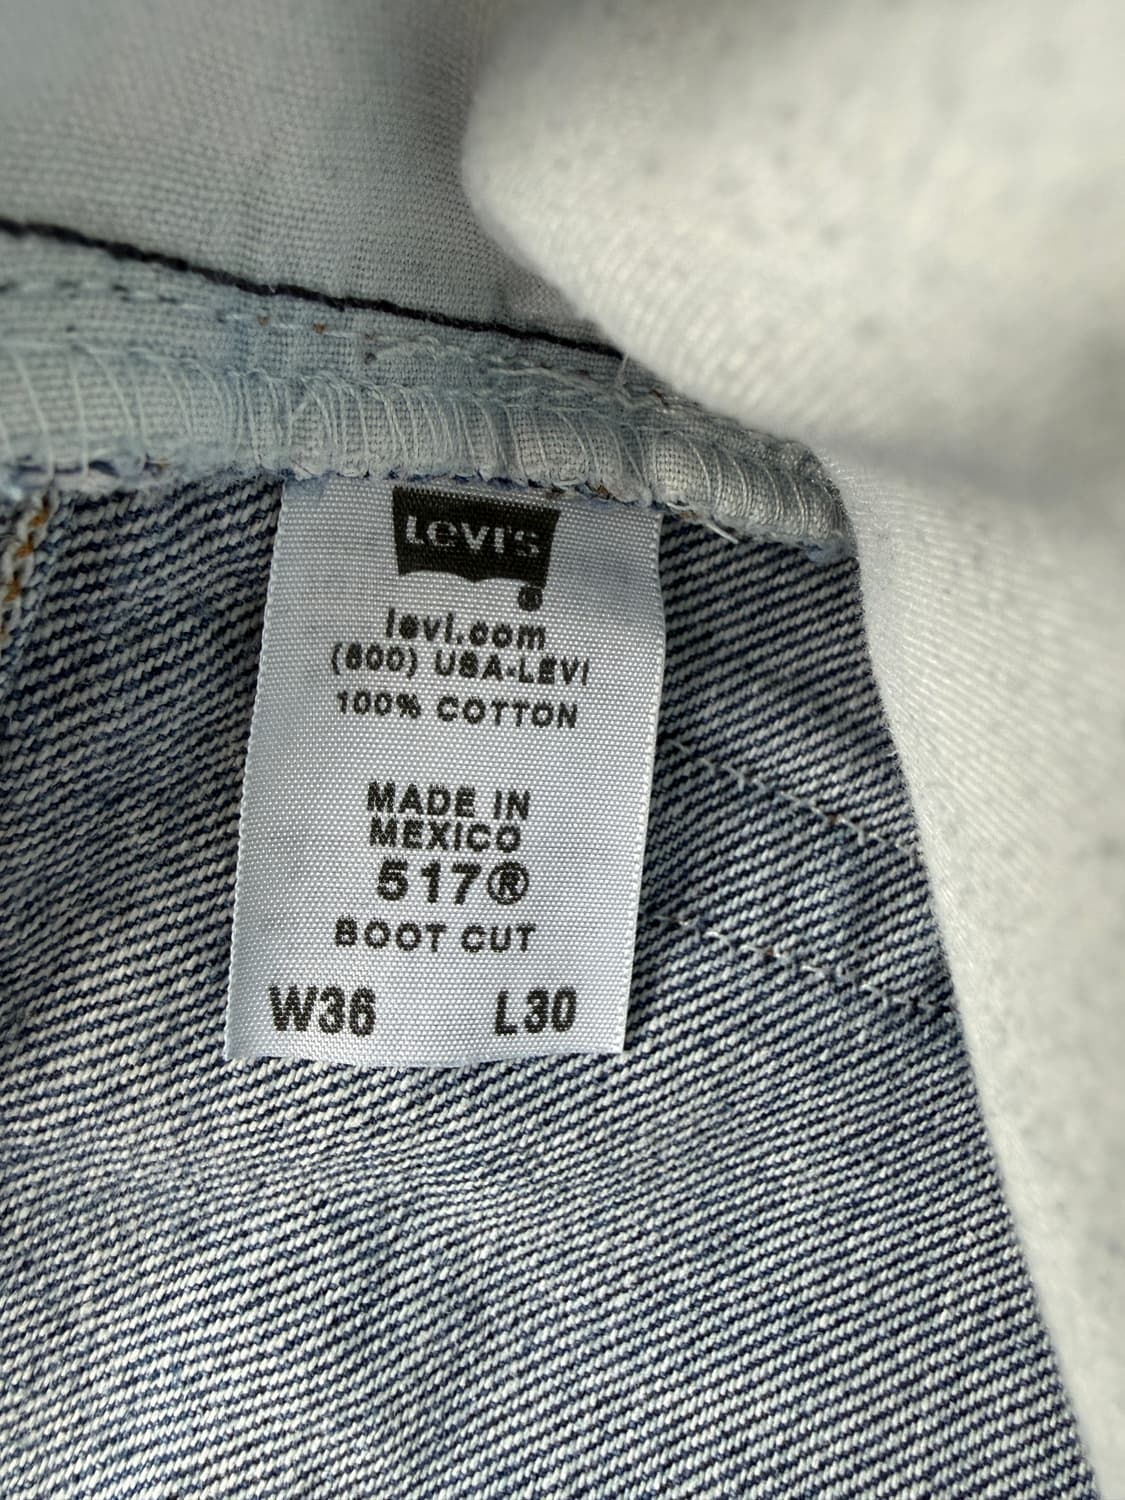 Levi's
®
levi.com
(800) USA-LEVI
100% COTTON
MADE IN
MEXICO
517®
BOOT CUT
W36 L30